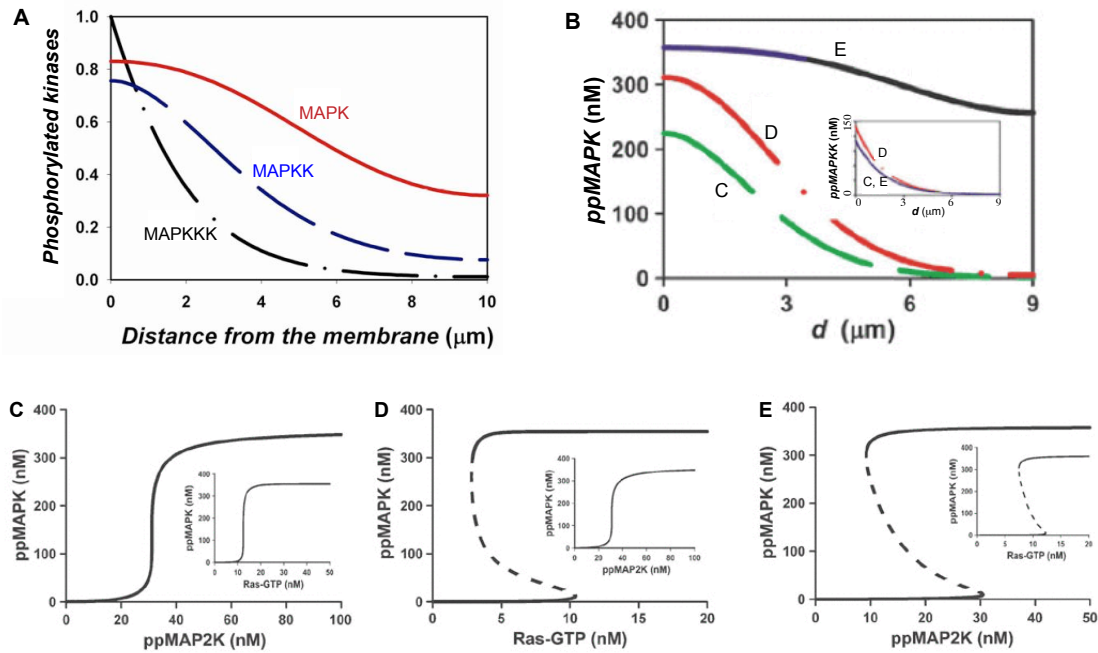 A
Phosphorylated kinases
1.0
0.8
0.6
0.4
0.2
0.0
MAPK
MAPKK
MAPKKK
0 2 4 6 8 10
Distance from the membrane (μm)
B
ppMAPK (nM)
400
300
200
100
0
E
D
C
ppMAPKK (nM)
150
0
D
C, E
0 3 6 9
d (μm)
0 3 6 9
d (μm)
C
ppMAPK (nM)
400
300
200
100
0
ppMAPK (nM)
400
300
200
100
0
0 10 20 30 40 50
Ras-GTP (nM)
0 20 40 60 80 100
ppMAP2K (nM)
D
ppMAPK (nM)
400
300
200
100
0
ppMAPK (nM)
400
300
200
100
0
0 20 40 60 80 100
ppMAP2K (nM)
0 5 10 15 20
Ras-GTP (nM)
E
ppMAPK (nM)
400
300
200
100
0
ppMAPK (nM)
400
300
200
100
0
0 5 10 15 20
Ras-GTP (nM)
0 10 20 30 40 50
ppMAP2K (nM)